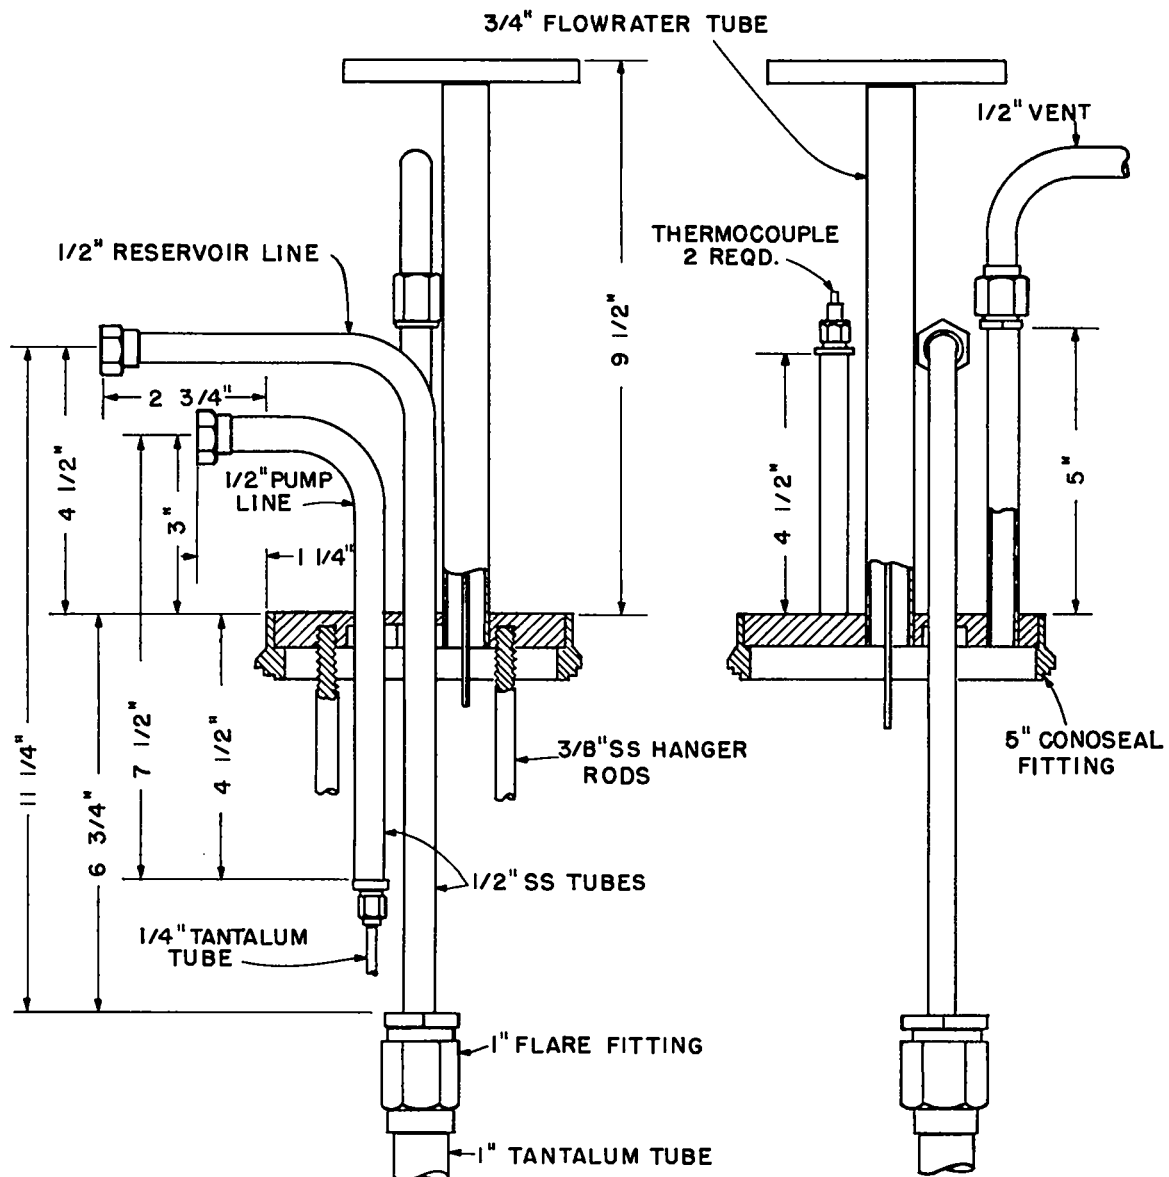 3/4" FLOWRATER TUBE
1/2" VENT
1/2" RESERVOIR LINE
THERMOCOUPLE
2 REQD.
9 1/2"
2 3/4"
4 1/2"
1/2" PUMP
LINE
3"
1 1/4"
4 1/2"
5"
11 1/4"
7 1/2"
4 1/2"
6 3/4"
3/8" SS HANGER
RODS
5" CONOSEAL
FITTING
1/2" SS TUBES
1/4" TANTALUM
TUBE
1" FLARE FITTING
1" TANTALUM TUBE